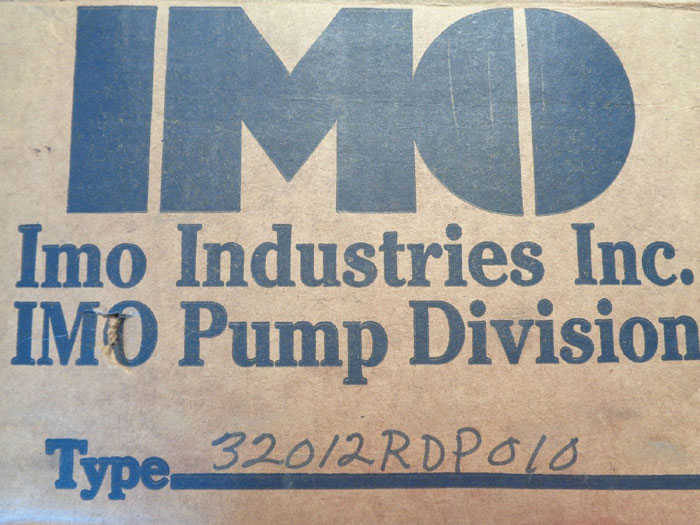 IMO
Imo Industries Inc.
IMO Pump Division
Type 32012RDP010